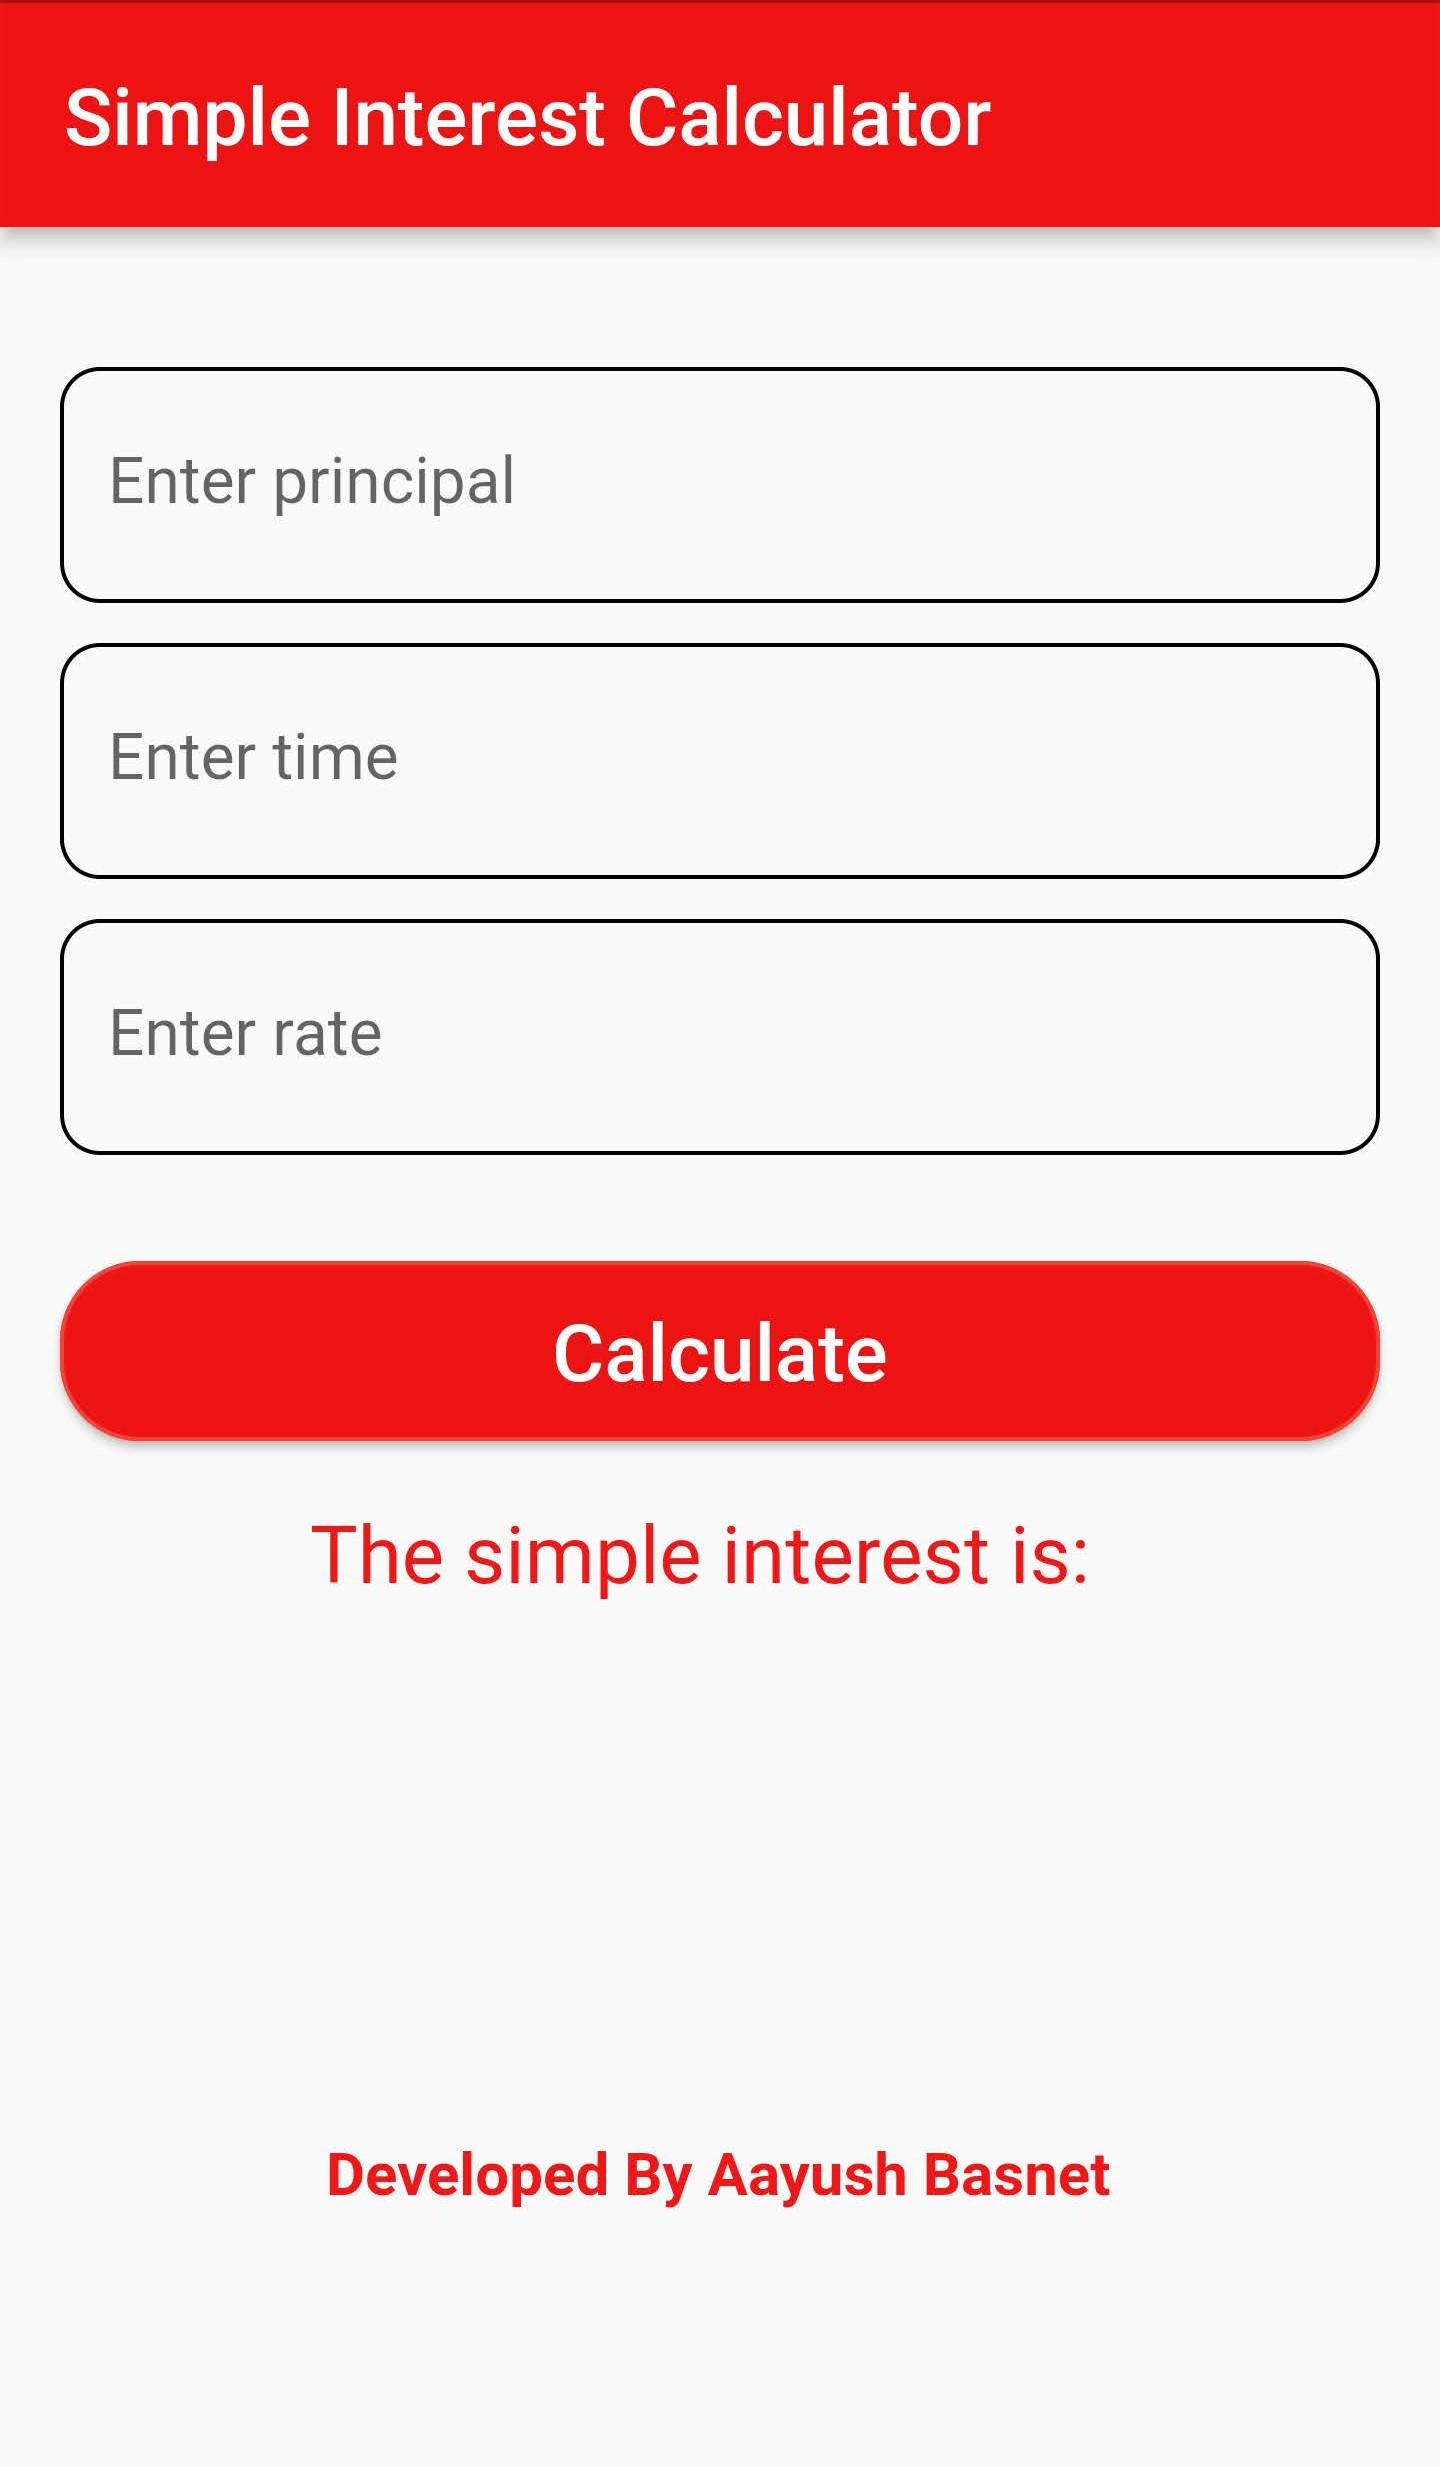 Simple Interest Calculator
Enter principal
Enter time
Enter rate
Calculate
The simple interest is:
Developed By Aayush Basnet